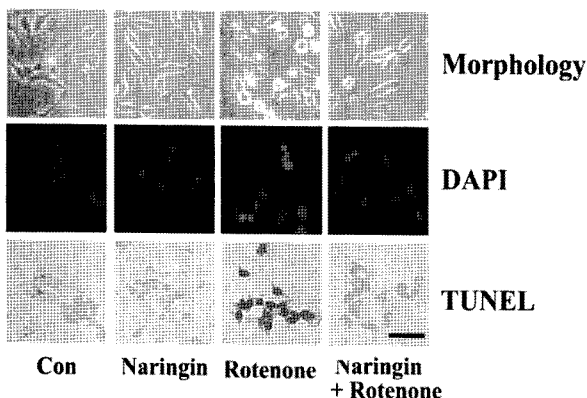 Morphology
DAPI
TUNEL
Con Naringin Rotenone Naringin
+ Rotenone